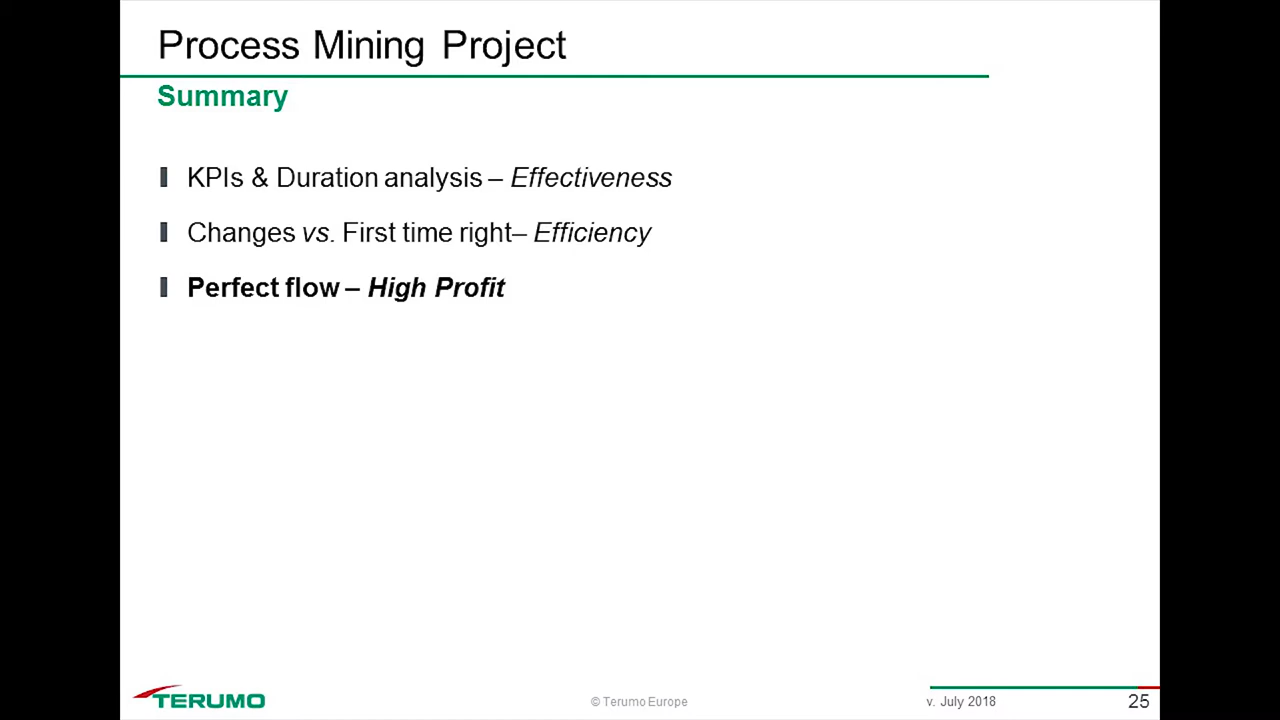 Process Mining Project
Summary
KPIs & Duration analysis – Effectiveness
Changes vs. First time right– Efficiency
Perfect flow – High Profit
TERUMO
© Terumo Europe
v. July 2018
25